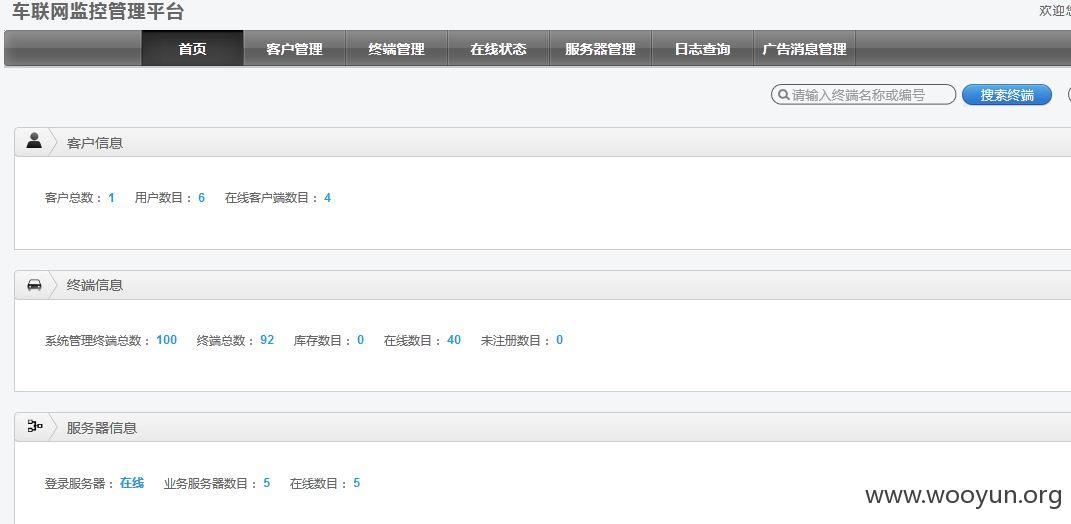 车联网监控管理平台
欢迎
首页 客户管理 终端管理 在线状态 服务器管理 日志查询 广告消息管理
请输入终端名称或编号 搜索终端
客户信息
客户总数：1 用户数目：6 在线客户端数目：4
终端信息
系统管理终端总数：100 终端总数：92 库存数目：0 在线数目：40 未注册数目：0
服务器信息
登录服务器：在线 业务服务器数目：5 在线数目：5
www.wooyun.org